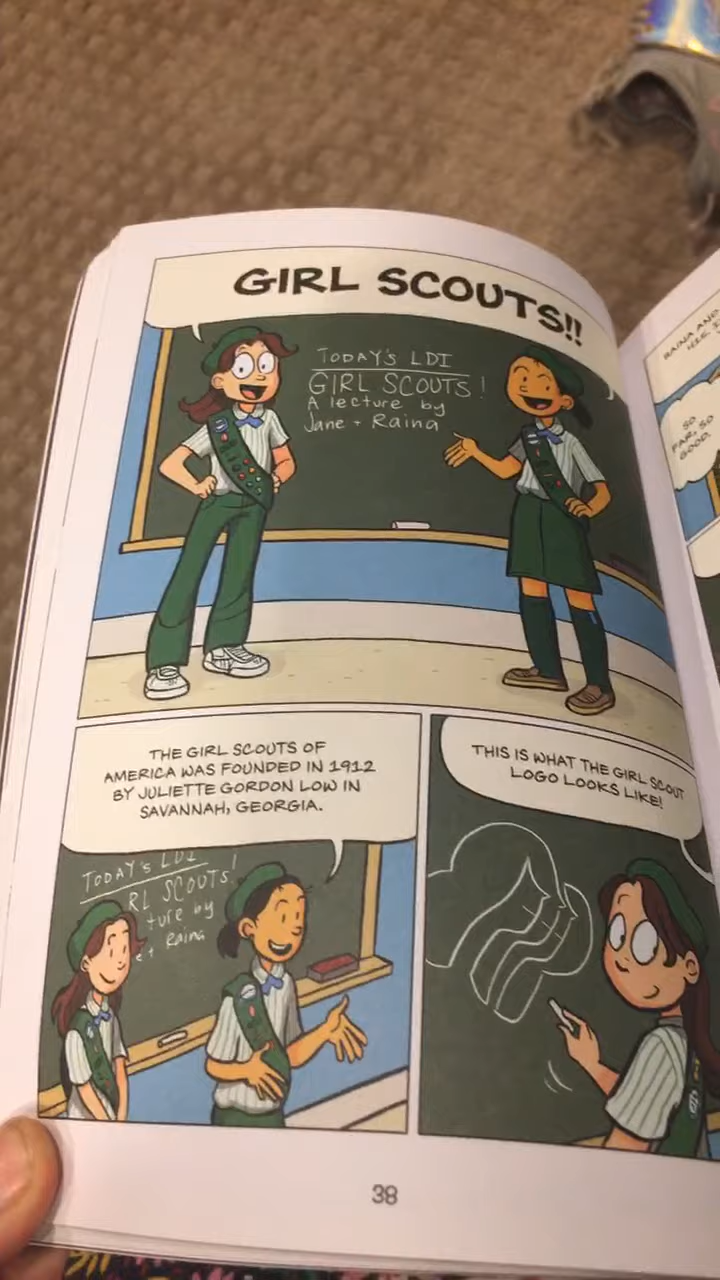 GIRL SCOUTS!!
TODAY'S LDI
GIRL SCOUTS!
A lecture by
Jane + Raina
THE GIRL SCOUTS OF
AMERICA WAS FOUNDED IN 1912
BY JULIETTE GORDON LOW IN
SAVANNAH, GEORGIA.
TODAY'S LDI
RL SCOUTS!
ture by
e + Raina
THIS IS WHAT THE GIRL SCOUT
LOGO LOOKS LIKE!
38
RAINA AND
SO
FAR, SO
GOOD.